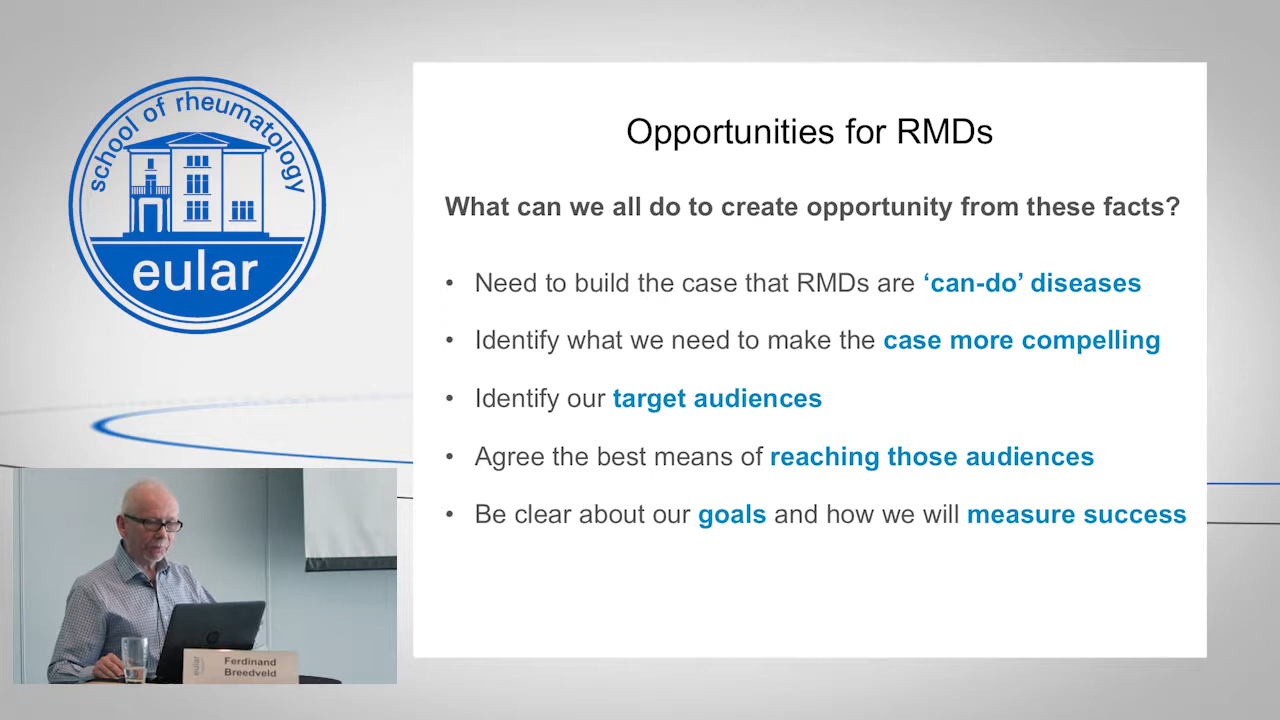 school of rheumatology
eular
Opportunities for RMDs
What can we all do to create opportunity from these facts?
• Need to build the case that RMDs are ‘can-do’ diseases
• Identify what we need to make the case more compelling
• Identify our target audiences
• Agree the best means of reaching those audiences
• Be clear about our goals and how we will measure success
eular
Ferdinand
Breedveld